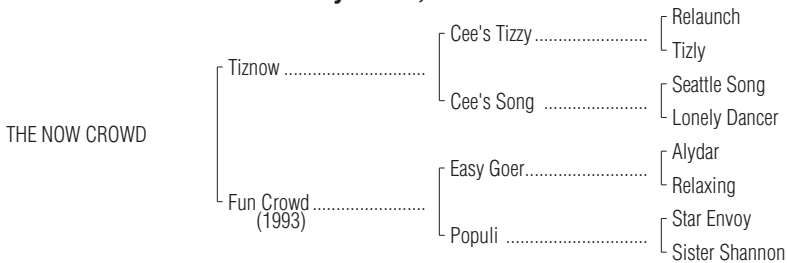 Relaunch
Cee's Tizzy
Tizly
Tiznow
Seattle Song
Cee's Song
Lonely Dancer
THE NOW CROWD
Alydar
Easy Goer
Relaxing
Fun Crowd
(1993)
Star Envoy
Populi
Sister Shannon